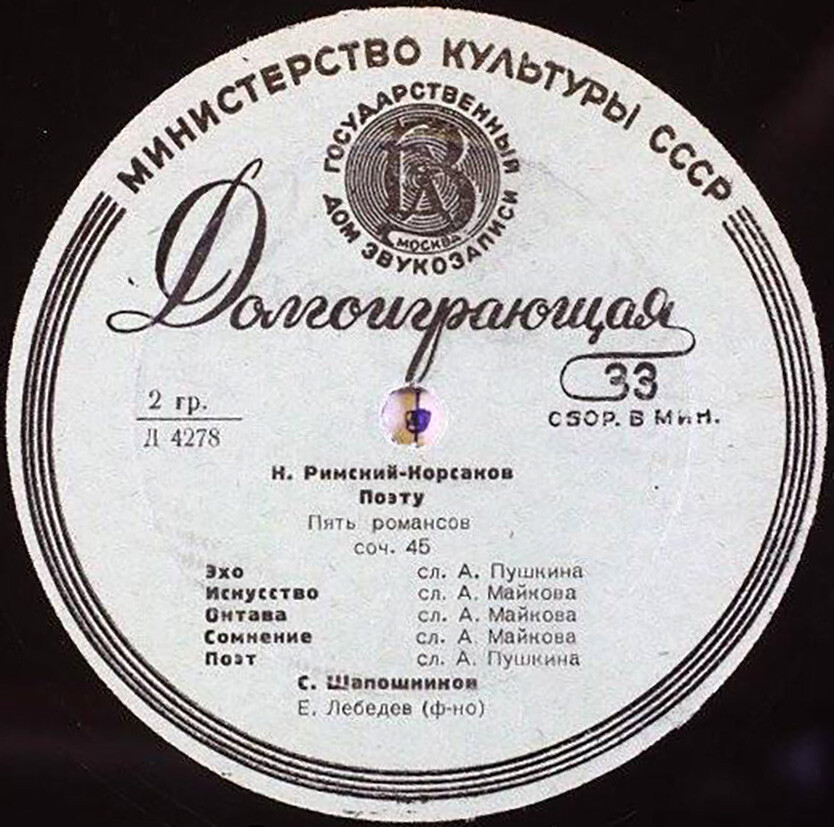 МИНИСТЕРСТВО КУЛЬТУРЫ СССР
ГОСУДАРСТВЕННЫЙ
ДОМ ЗВУКОЗАПИСИ
МОСКВА
Долгоиграющая
33
ОБОР. В МИН.
2 гр.
Д 4278
Н. Римский-Корсаков
Поэту
Пять романсов
соч. 45
Эхо сл. А. Пушкина
Искусство сл. А. Майкова
Октава сл. А. Майкова
Сомнение сл. А. Майкова
Поэт сл. А. Пушкина
С. Шапошников
Е. Лебедев (ф-но)